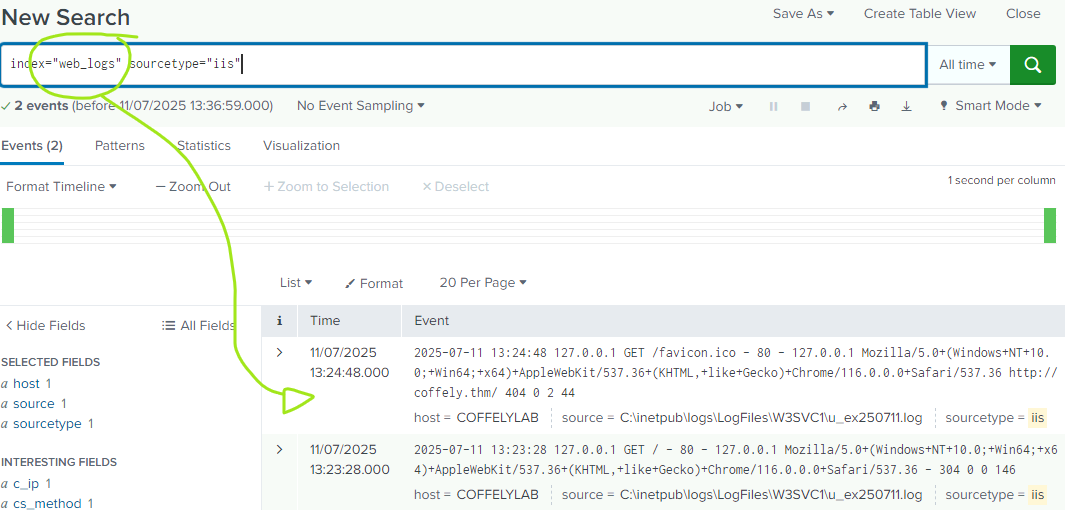 New Search
Save As Create Table View Close
index="web_logs" sourcetype="iis"
All time
2 events (before 11/07/2025 13:36:59.000)
No Event Sampling
Job
Smart Mode
Events (2) Patterns Statistics Visualization
Format Timeline — Zoom Out + Zoom to Selection × Deselect
1 second per column
List Format 20 Per Page
< Hide Fields All Fields
i Time Event
SELECTED FIELDS
a host 1
a source 1
a sourcetype 1
INTERESTING FIELDS
a c_ip 1
a cs_method 1
> 11/07/2025
13:24:48.000
2025-07-11 13:24:48 127.0.0.1 GET /favicon.ico - 80 - 127.0.0.1 Mozilla/5.0+(Windows+NT+10.
0;+Win64;+x64)+AppleWebKit/537.36+(KHTML,+like+Gecko)+Chrome/116.0.0.0+Safari/537.36 http://
coffely.thm/ 404 0 2 44
host = COFFELYLAB source = C:\inetpub\logs\LogFiles\W3SVC1\u_ex250711.log sourcetype = iis
> 11/07/2025
13:23:28.000
2025-07-11 13:23:28 127.0.0.1 GET / - 80 - 127.0.0.1 Mozilla/5.0+(Windows+NT+10.0;+Win64;+x6
4)+AppleWebKit/537.36+(KHTML,+like+Gecko)+Chrome/116.0.0.0+Safari/537.36 - 304 0 0 146
host = COFFELYLAB source = C:\inetpub\logs\LogFiles\W3SVC1\u_ex250711.log sourcetype = iis